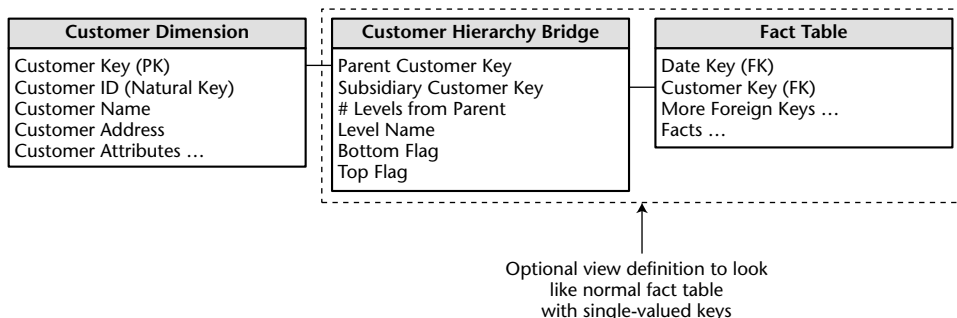 Customer Dimension
Customer Key (PK)
Customer ID (Natural Key)
Customer Name
Customer Address
Customer Attributes …
Customer Hierarchy Bridge
Parent Customer Key
Subsidiary Customer Key
# Levels from Parent
Level Name
Bottom Flag
Top Flag
Fact Table
Date Key (FK)
Customer Key (FK)
More Foreign Keys …
Facts …
Optional view definition to look
like normal fact table
with single-valued keys